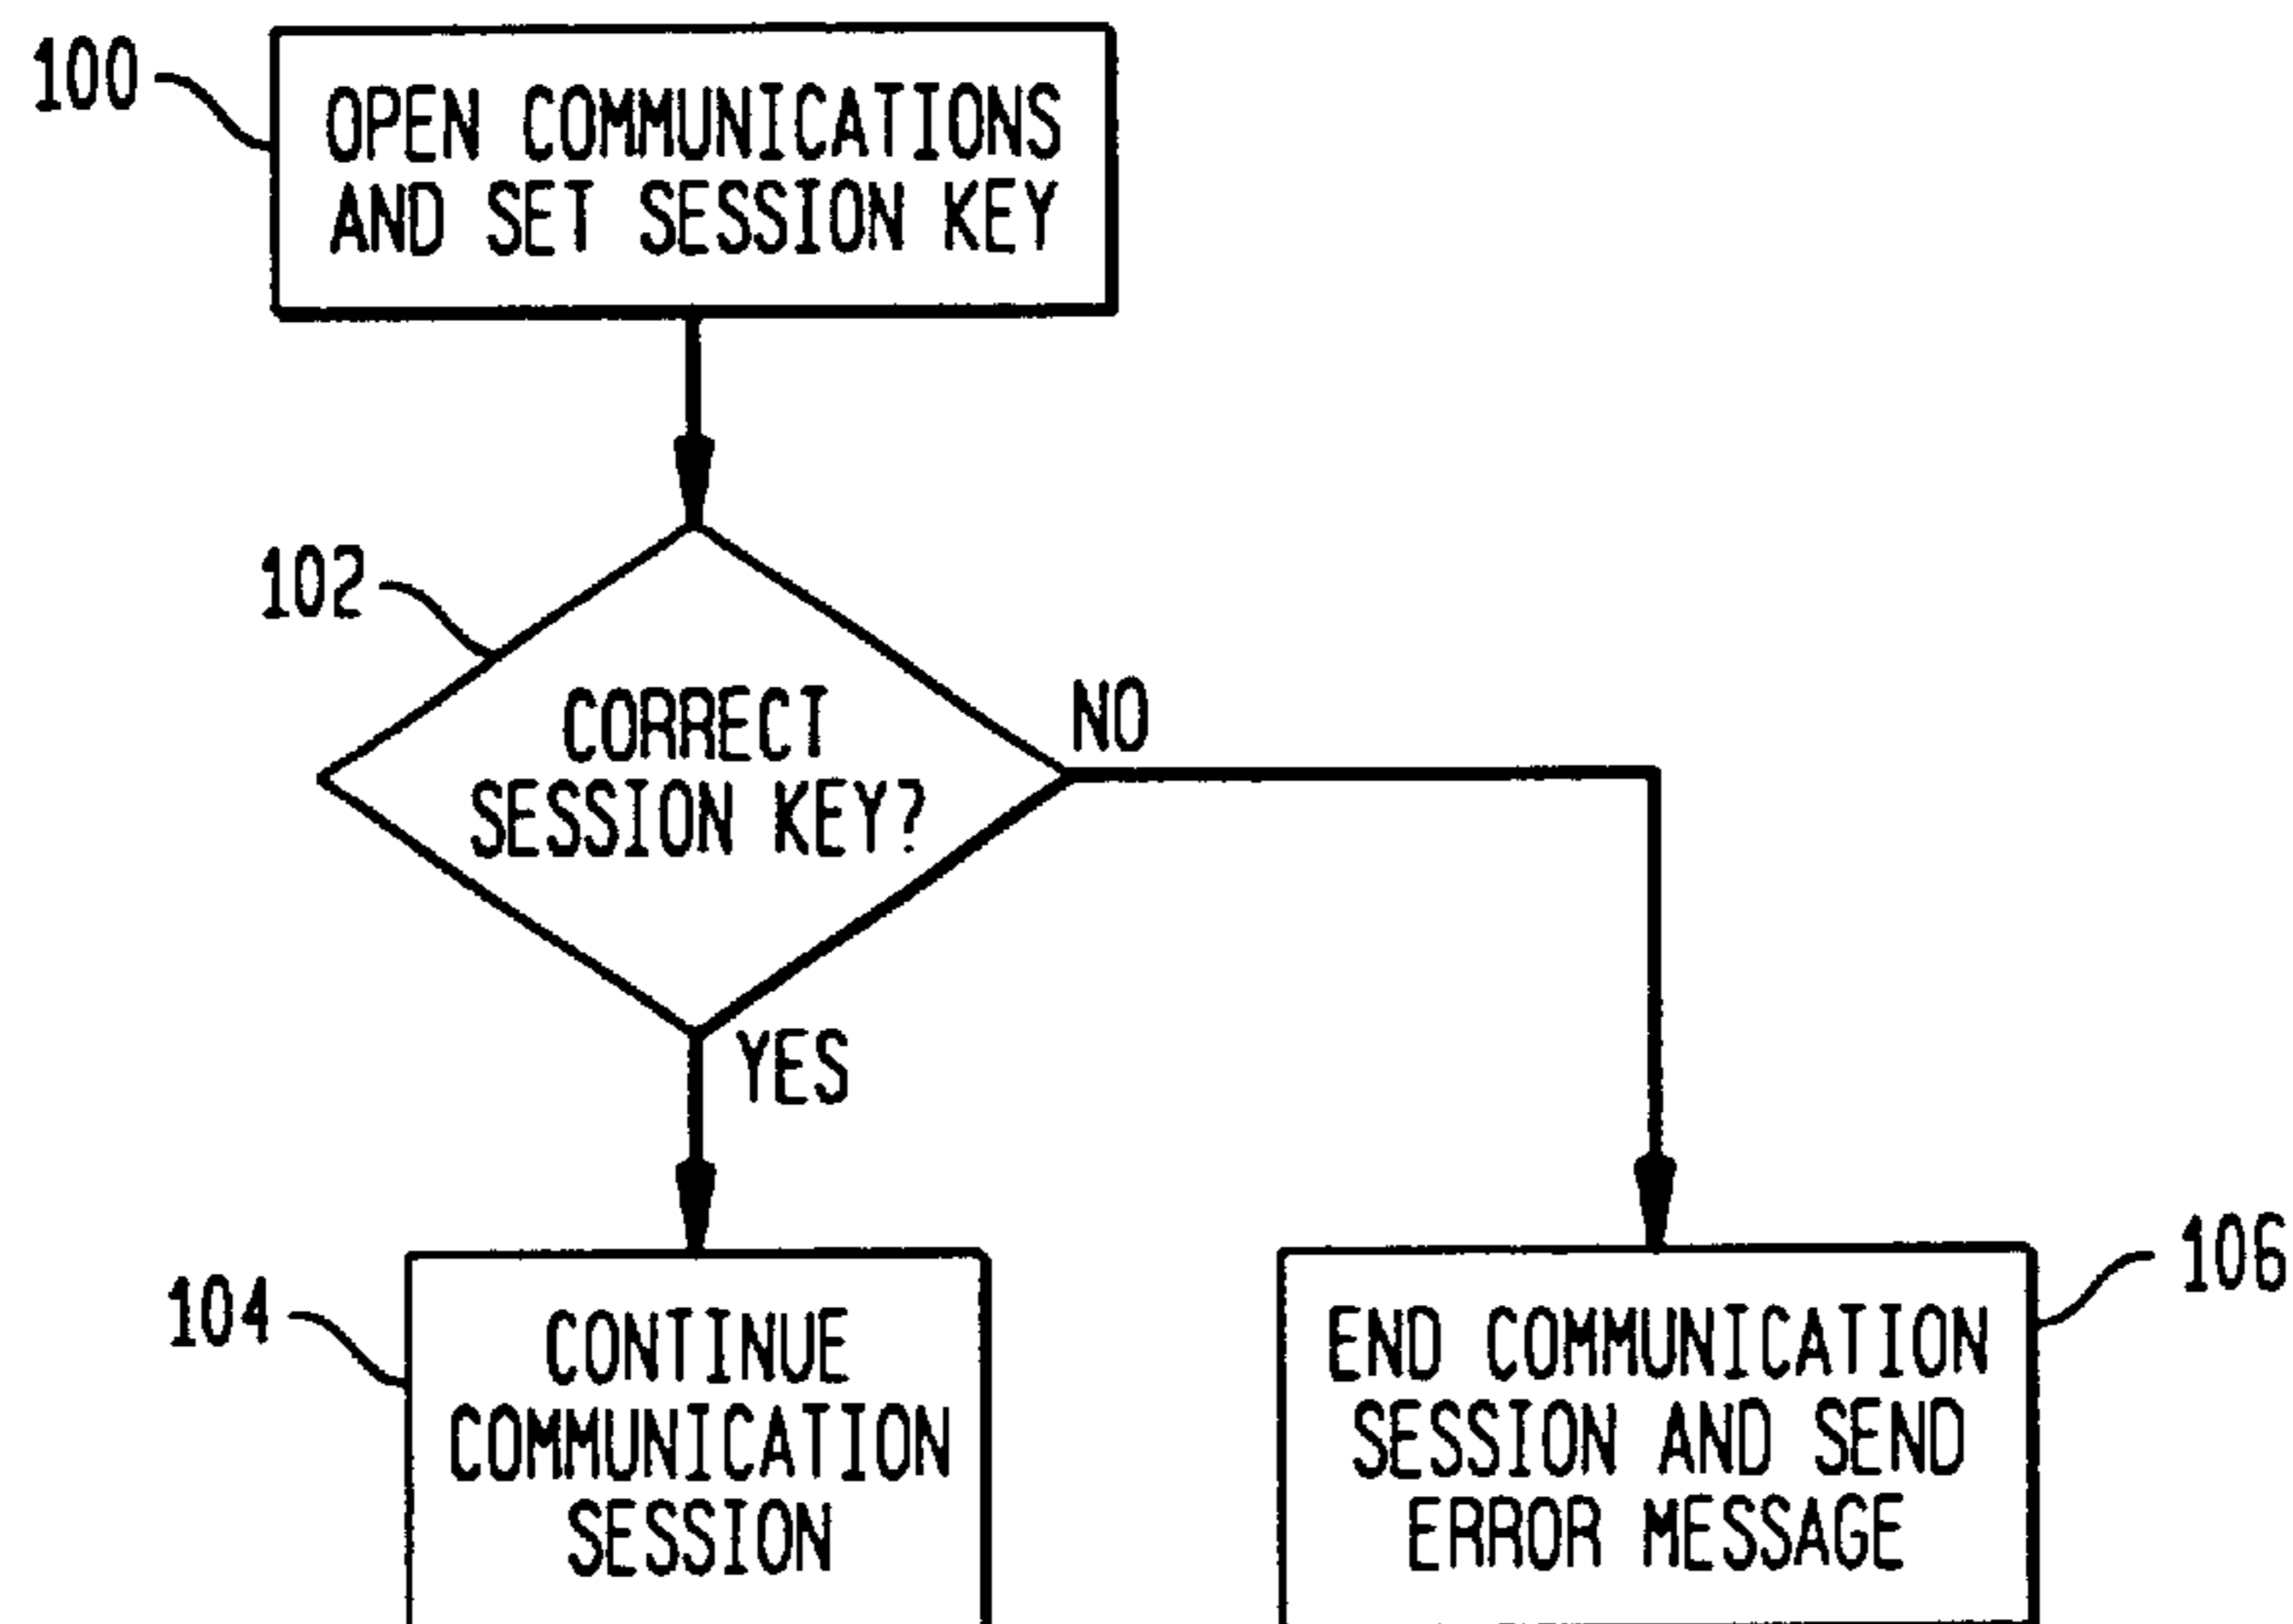 100
OPEN COMMUNICATIONS
AND SET SESSION KEY
102
CORRECT
SESSION KEY?
NO
YES
104
CONTINUE
COMMUNICATION
SESSION
106
END COMMUNICATION
SESSION AND SEND
ERROR MESSAGE